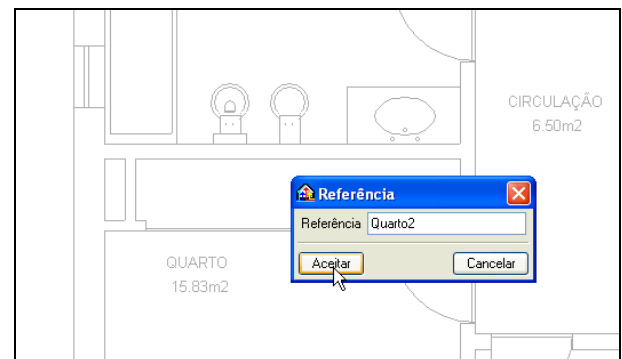 CIRCULAÇÃO
6.50m2
Referência
Referência Quarto2
Aceitar Cancelar
QUARTO
15.83m2